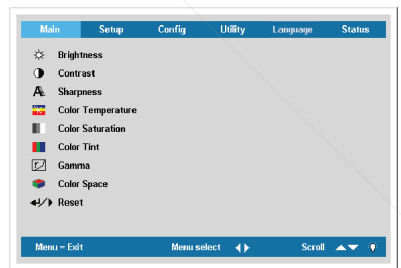 Main Setup Config Utility Language Status
Brightness
Contrast
Sharpness
Color Temperature
Color Saturation
Color Tint
Gamma
Color Space
Reset
Menu = Exit Menu select Scroll